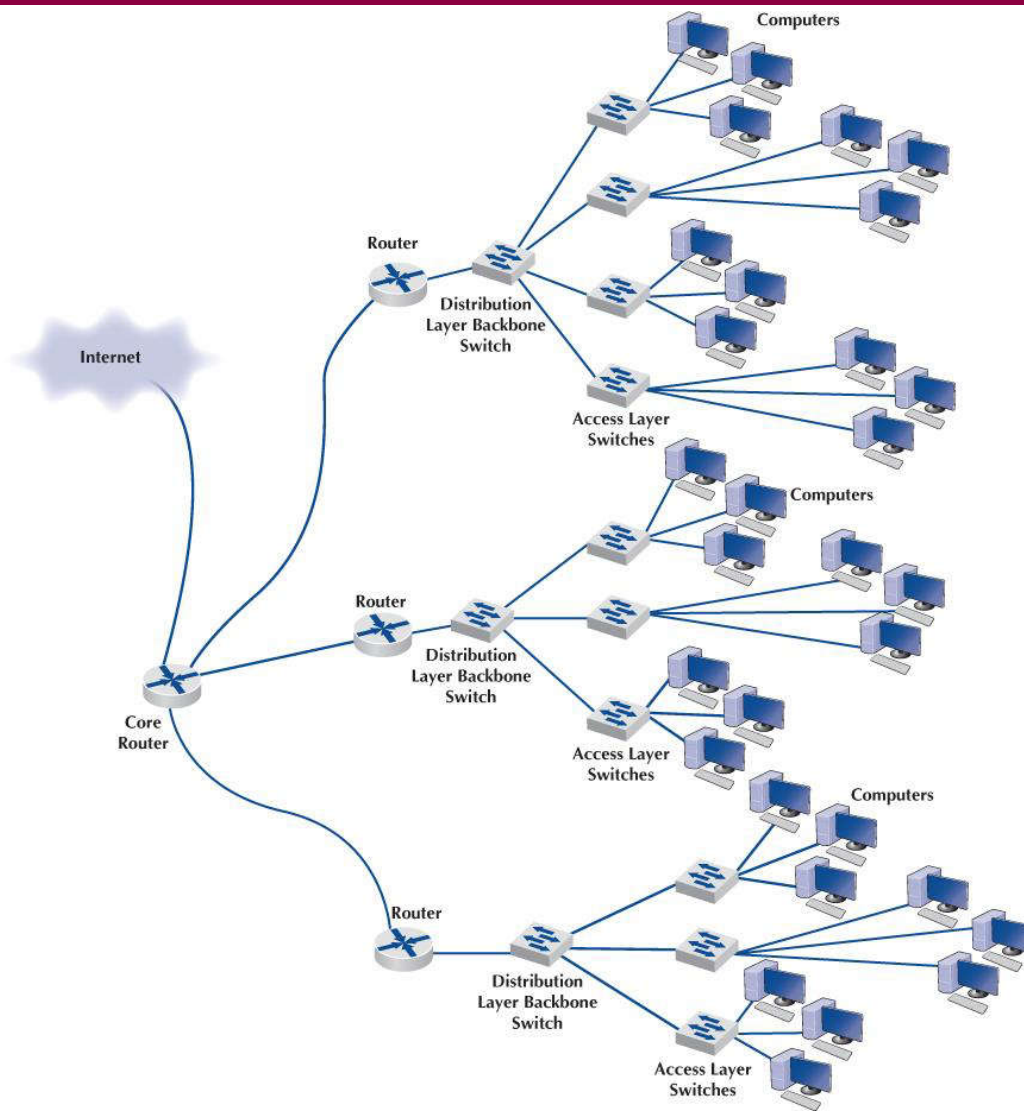 Computers
Router
Distribution
Layer Backbone
Switch
Internet
Access Layer
Switches
Computers
Router
Distribution
Layer Backbone
Switch
Core
Router
Access Layer
Switches
Computers
Router
Distribution
Layer Backbone
Switch
Access Layer
Switches